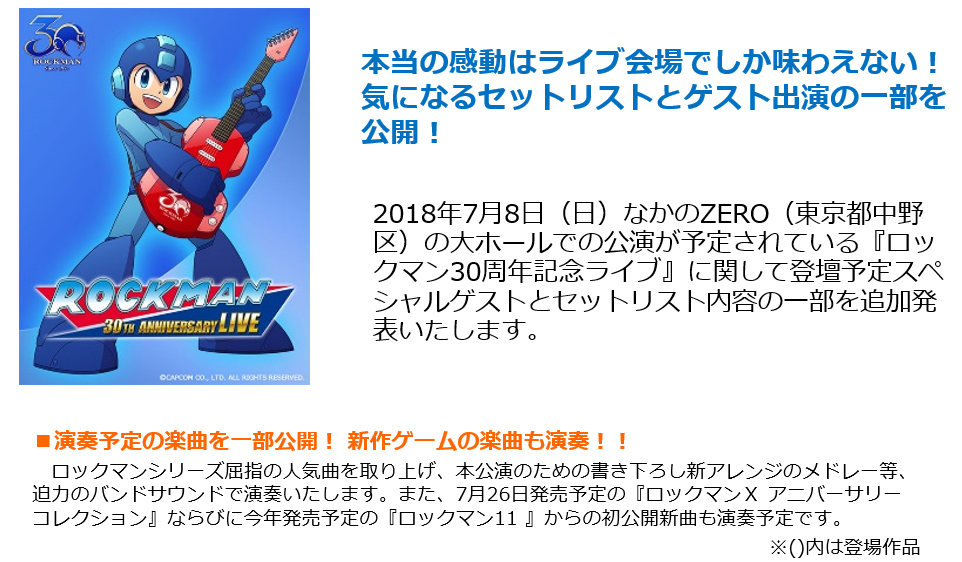 30
ROCKMAN
30
ROCKMAN
ROCKMAN
30TH ANNIVERSARY LIVE
©CAPCOM CO., LTD. ALL RIGHTS RESERVED.
本当の感動はライブ会場でしか味わえない！
気になるセットリストとゲスト出演の一部を
公開！
2018年7月8日（日）なかのZERO（東京都中野
区）の大ホールでの公演が予定されている『ロッ
クマン30周年記念ライブ』に関して登壇予定スペ
シャルゲストとセットリスト内容の一部を追加発
表いたします。
■演奏予定の楽曲を一部公開！ 新作ゲームの楽曲も演奏！！
ロックマンシリーズ屈指の人気曲を取り上げ、本公演のための書き下ろし新アレンジのメドレー等、
迫力のバンドサウンドで演奏いたします。また、7月26日発売予定の『ロックマンＸ アニバーサリー
コレクション』ならびに今年発売予定の『ロックマン11 』からの初公開新曲も演奏予定です。
※()内は登場作品